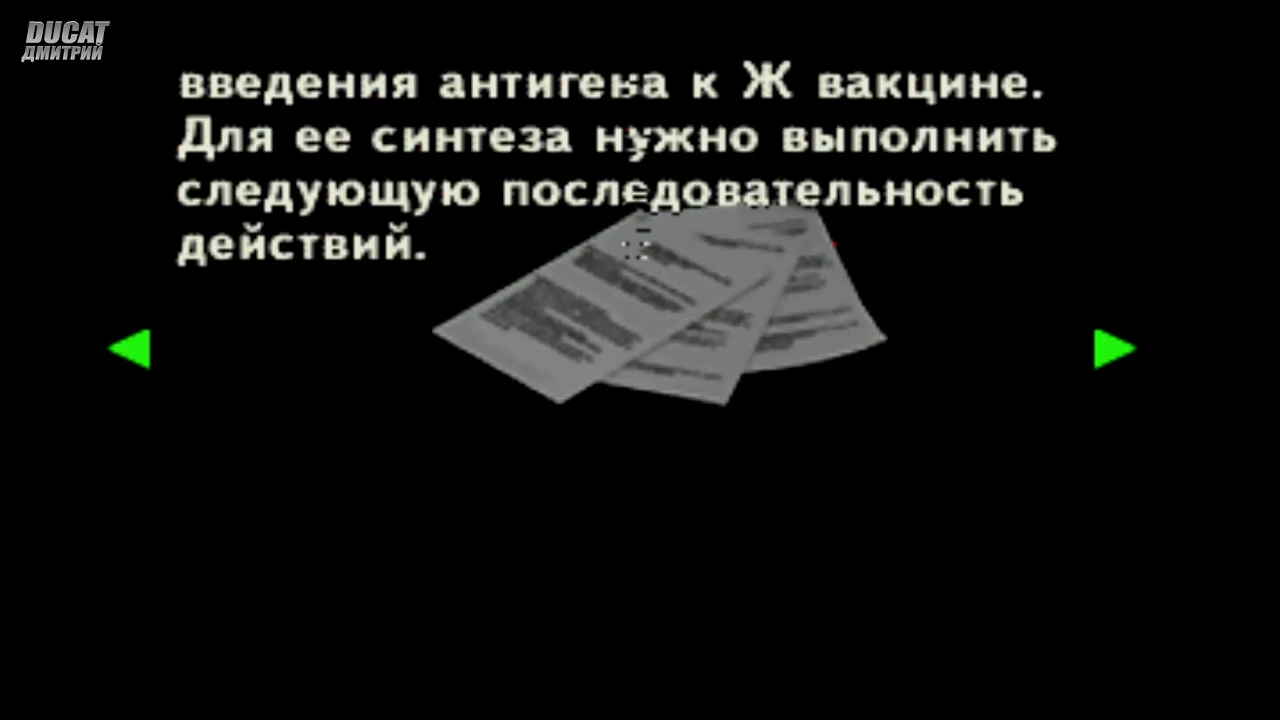 DUCAT
ДМИТРИЙ
введения антигена к Ж вакцине.
Для ее синтеза нужно выполнить
следующую последовательность
действий.